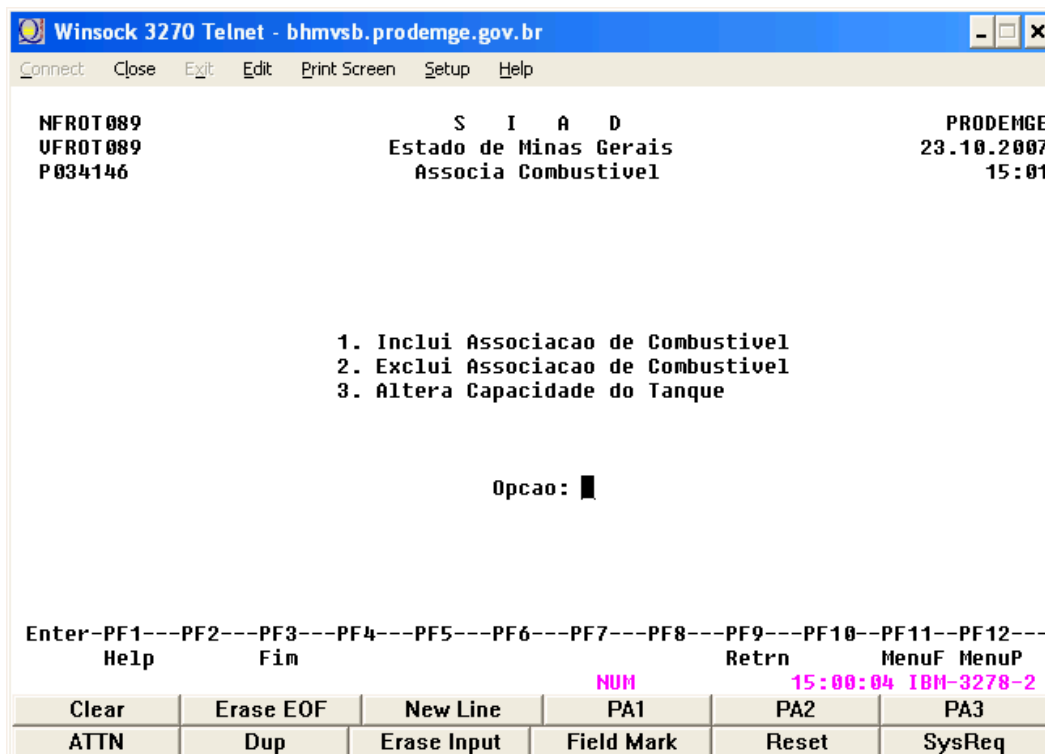 Winsock 3270 Telnet - bhmvsb.prodemge.gov.br
Connect Close Exit Edit Print Screen Setup Help
NFROT089 S I A D PRODEMGE
VFROT089 Estado de Minas Gerais 23.10.2007
P034146 Associa Combustivel 15:01
1. Inclui Associacao de Combustivel
2. Exclui Associacao de Combustivel
3. Altera Capacidade do Tanque
Opcao:
Enter-PF1---PF2---PF3---PF4---PF5---PF6---PF7---PF8---PF9---PF10--PF11--PF12---
Help Fim Retrn MenuF MenuP
NUM 15:00:04 IBM-3278-2
Clear Erase EOF New Line PA1 PA2 PA3
ATTN Dup Erase Input Field Mark Reset SysReq